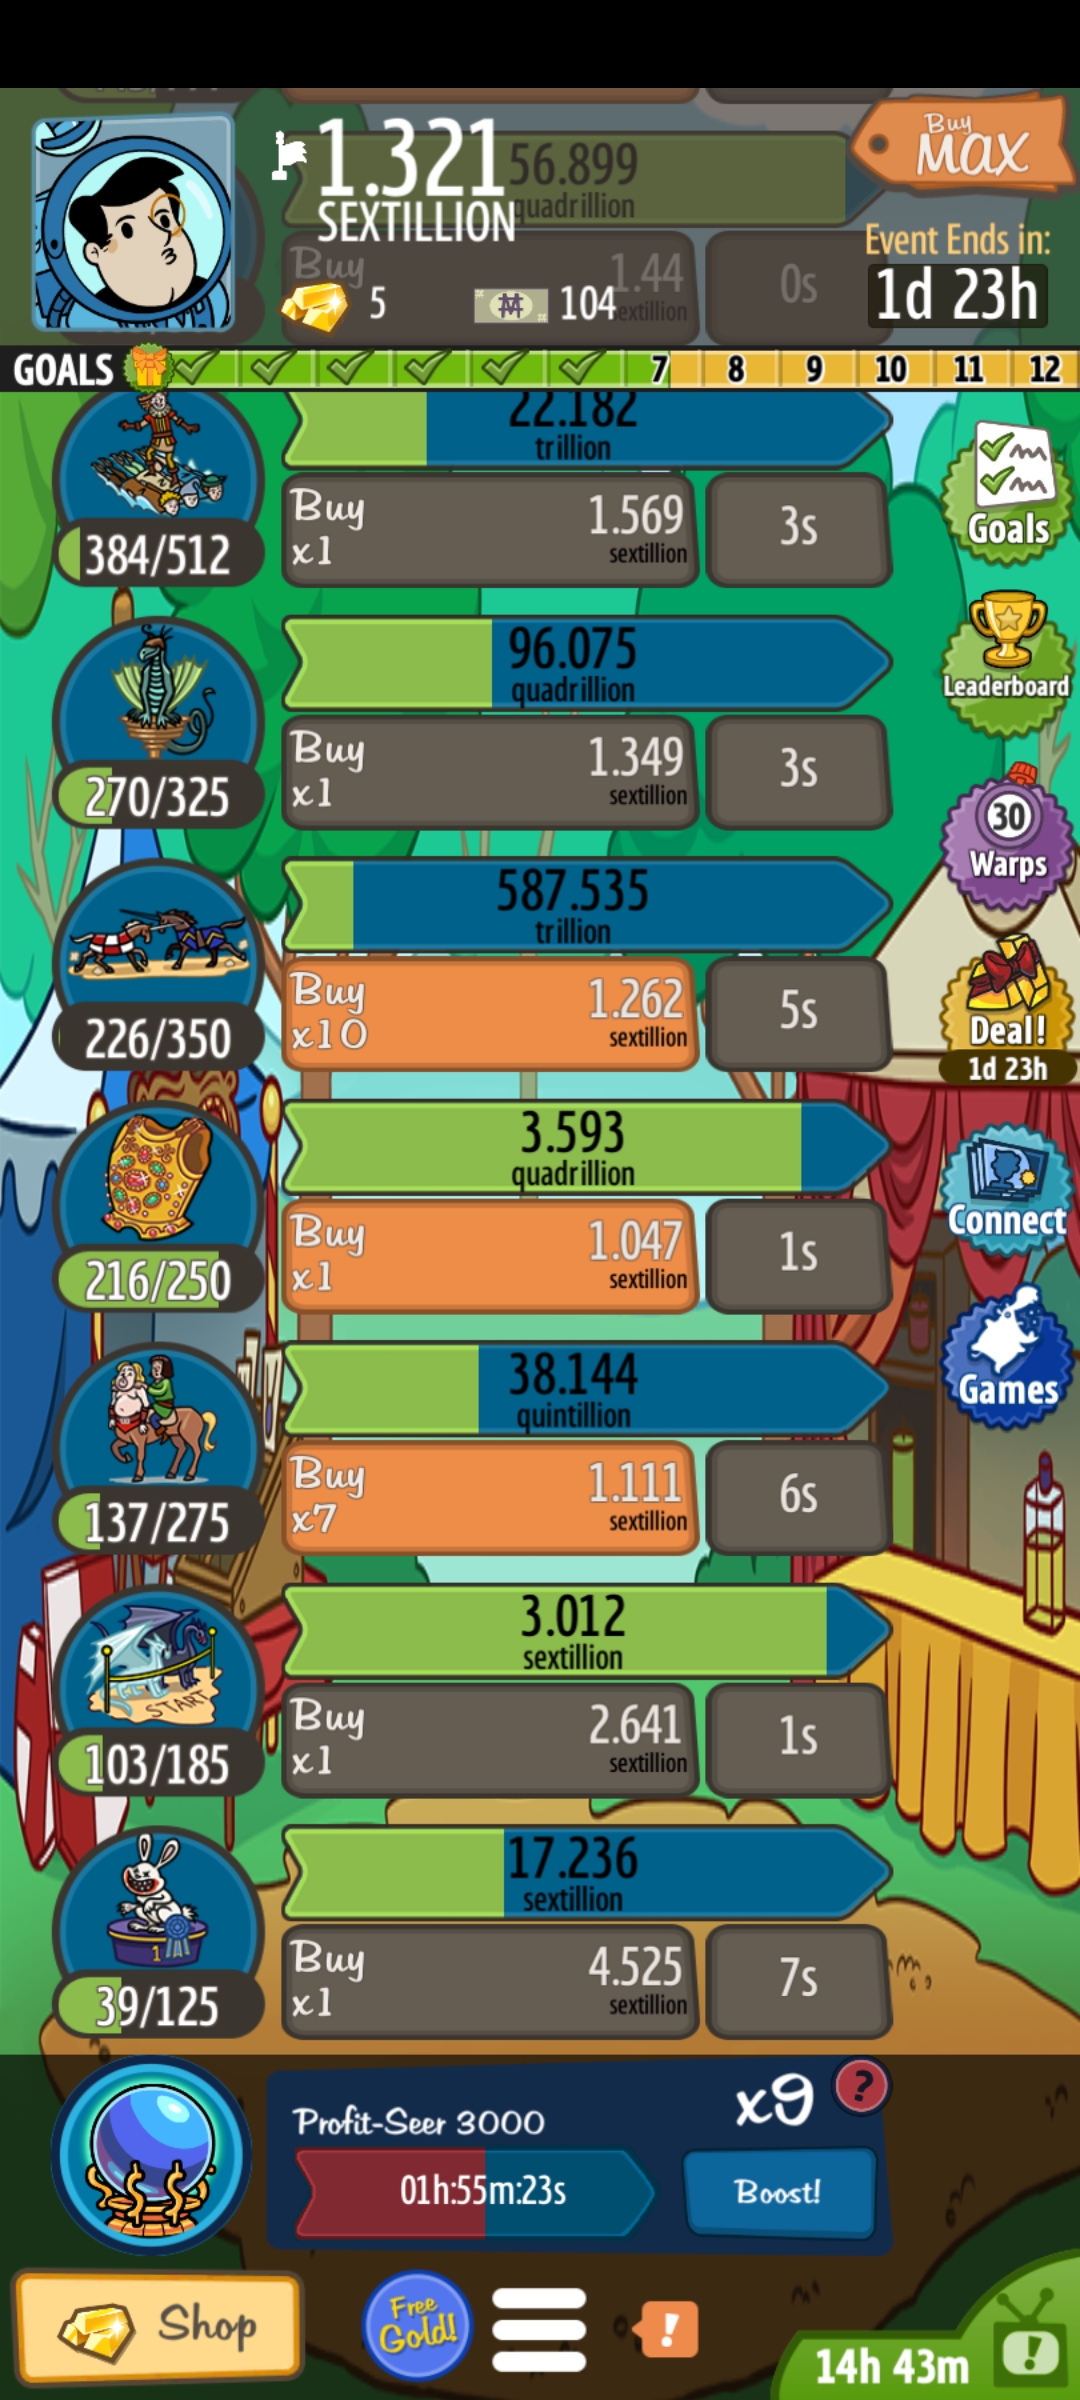 Buy
MAX
1.321
56.899
SEXTILLION
quadrillion
Event Ends in:
1d 23h
Buy
1.44
sextillion
0s
5
104
GOALS
7
8
9
10
11
12
22.182
trillion
384/512
Buy
x1
1.569
sextillion
3s
Goals
96.075
quadrillion
270/325
Buy
x1
1.349
sextillion
3s
Leaderboard
30
Warps
587.535
trillion
226/350
Buy
x10
1.262
sextillion
5s
Deal!
1d 23h
3.593
quadrillion
216/250
Buy
x1
1.047
sextillion
1s
Connect
38.144
quintillion
137/275
Buy
x7
1.111
sextillion
6s
Games
START
3.012
sextillion
103/185
Buy
x1
2.641
sextillion
1s
1
17.236
sextillion
39/125
Buy
x1
4.525
sextillion
7s
Profit-Seer 3000
x9
?
01h:55m:23s
Boost!
Shop
Free
Gold!
!
14h 43m
!